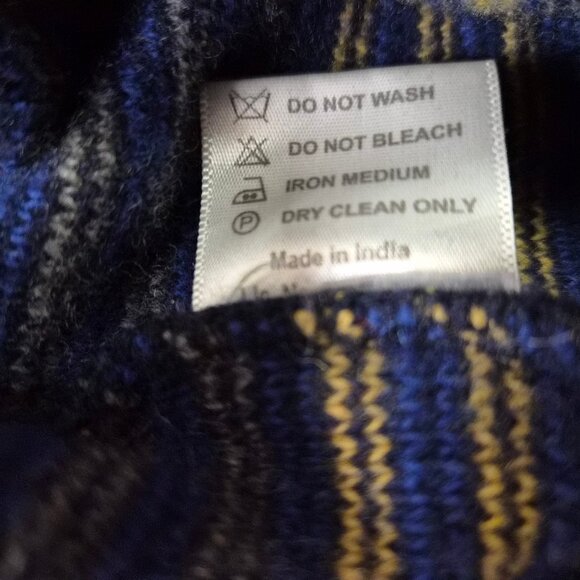 DO NOT WASH
DO NOT BLEACH
IRON MEDIUM
P DRY CLEAN ONLY
Made in India